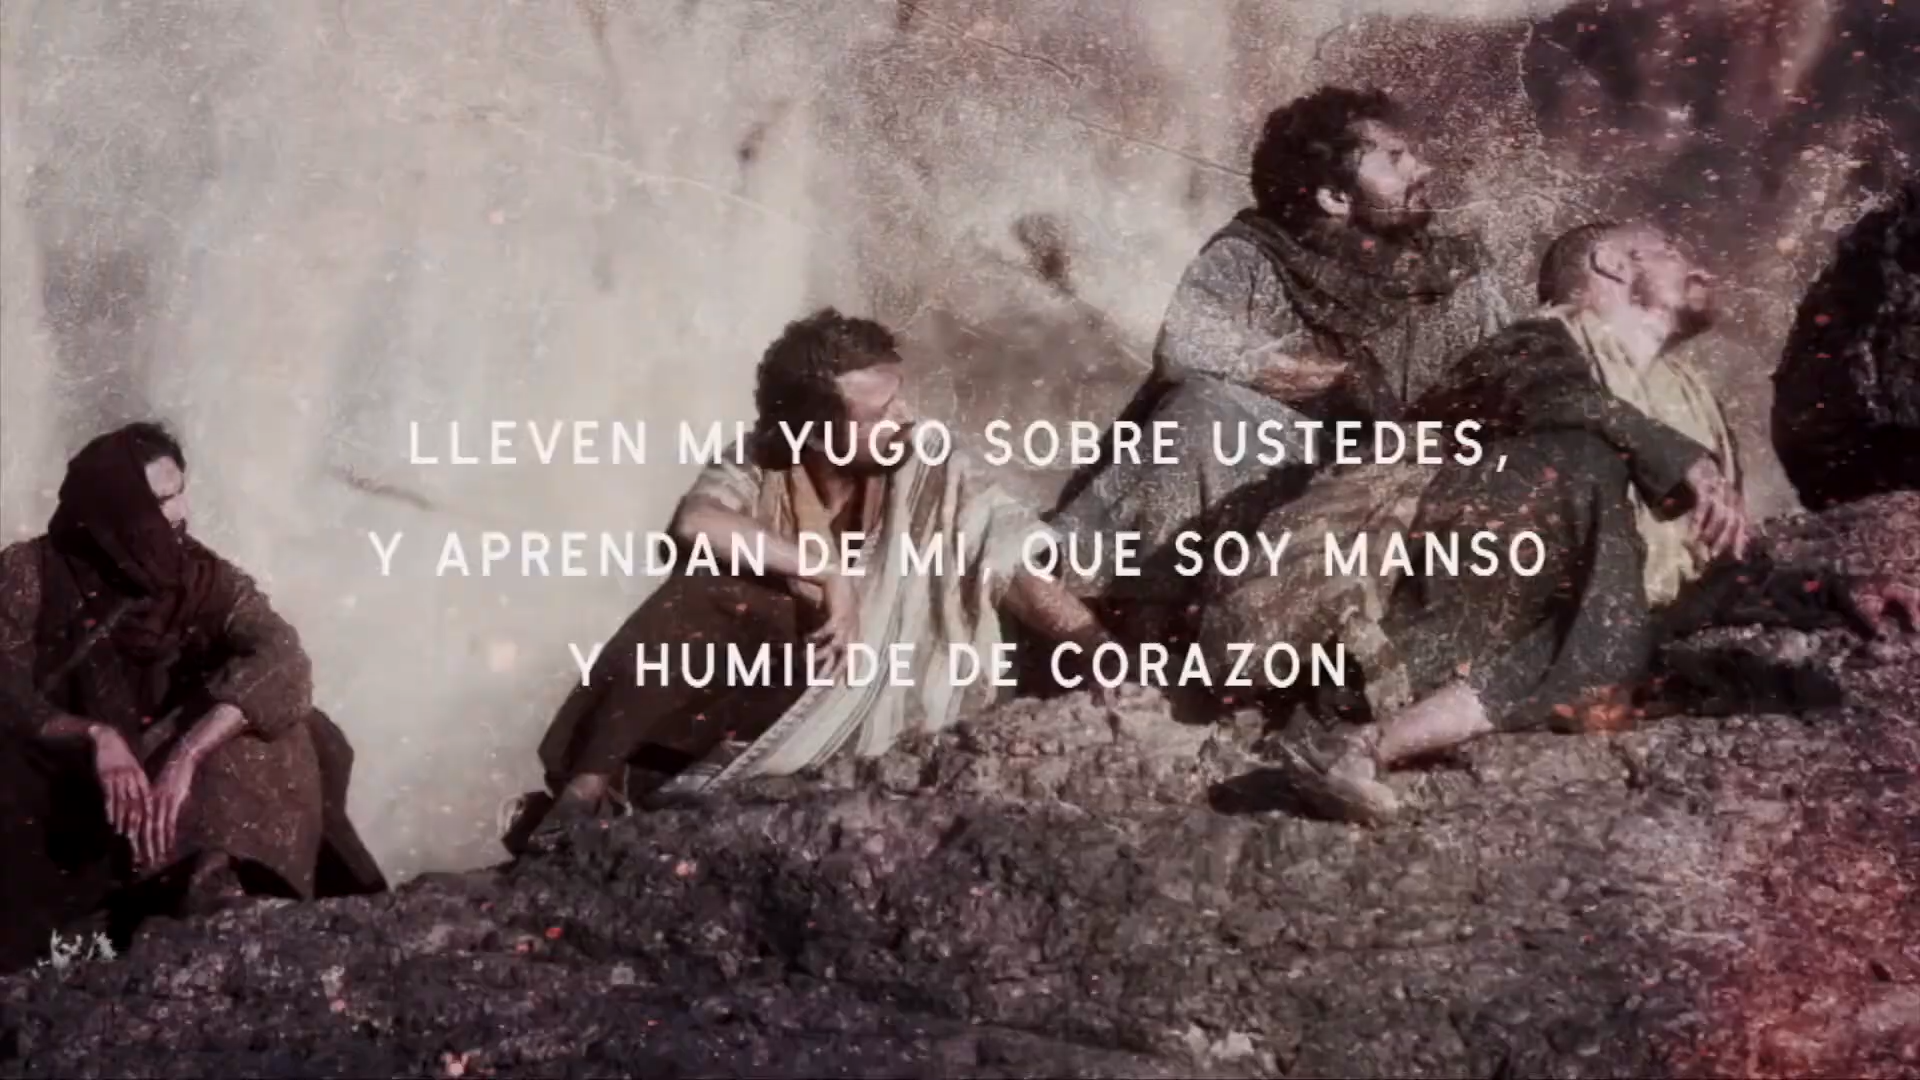 LLEVEN MI YUGO SOBRE USTEDES,
Y APRENDAN DE MI, QUE SOY MANSO
Y HUMILDE DE CORAZON